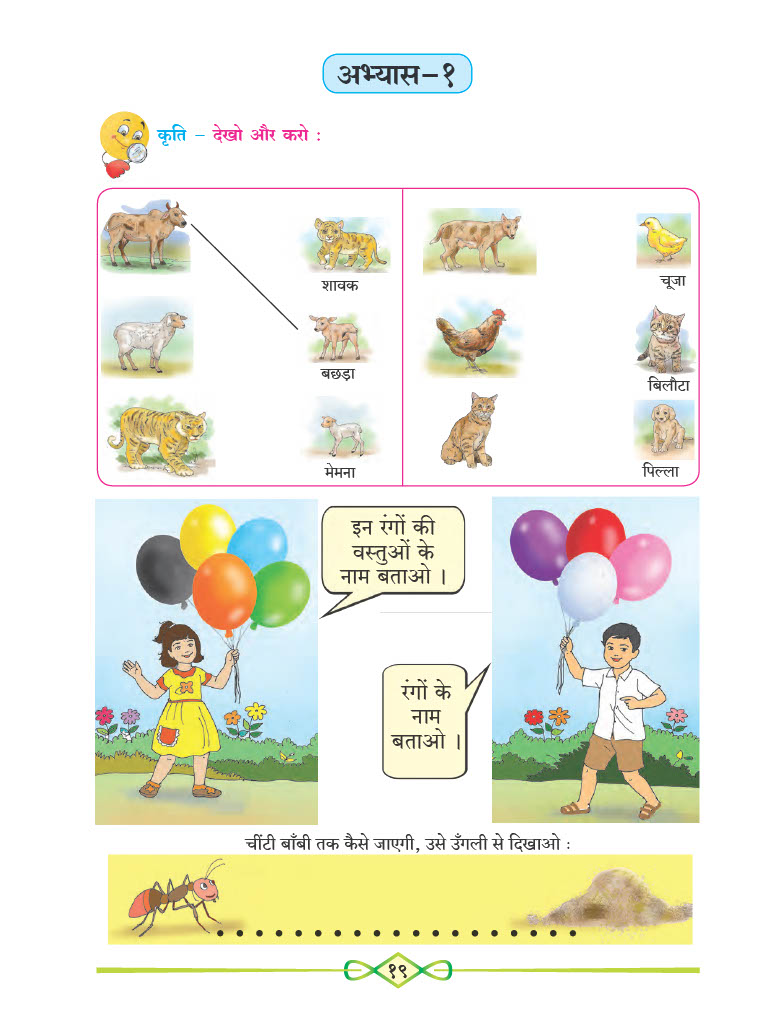 अभ्यास-१
कृति – देखो और करो :
शावक
बछड़ा
मेमना
चूजा
बिलौटा
पिल्ला
इन रंगों की
वस्तुओं के
नाम बताओ ।
रंगों के
नाम
बताओ ।
चींटी बाँबी तक कैसे जाएगी, उसे उँगली से दिखाओ :
१९